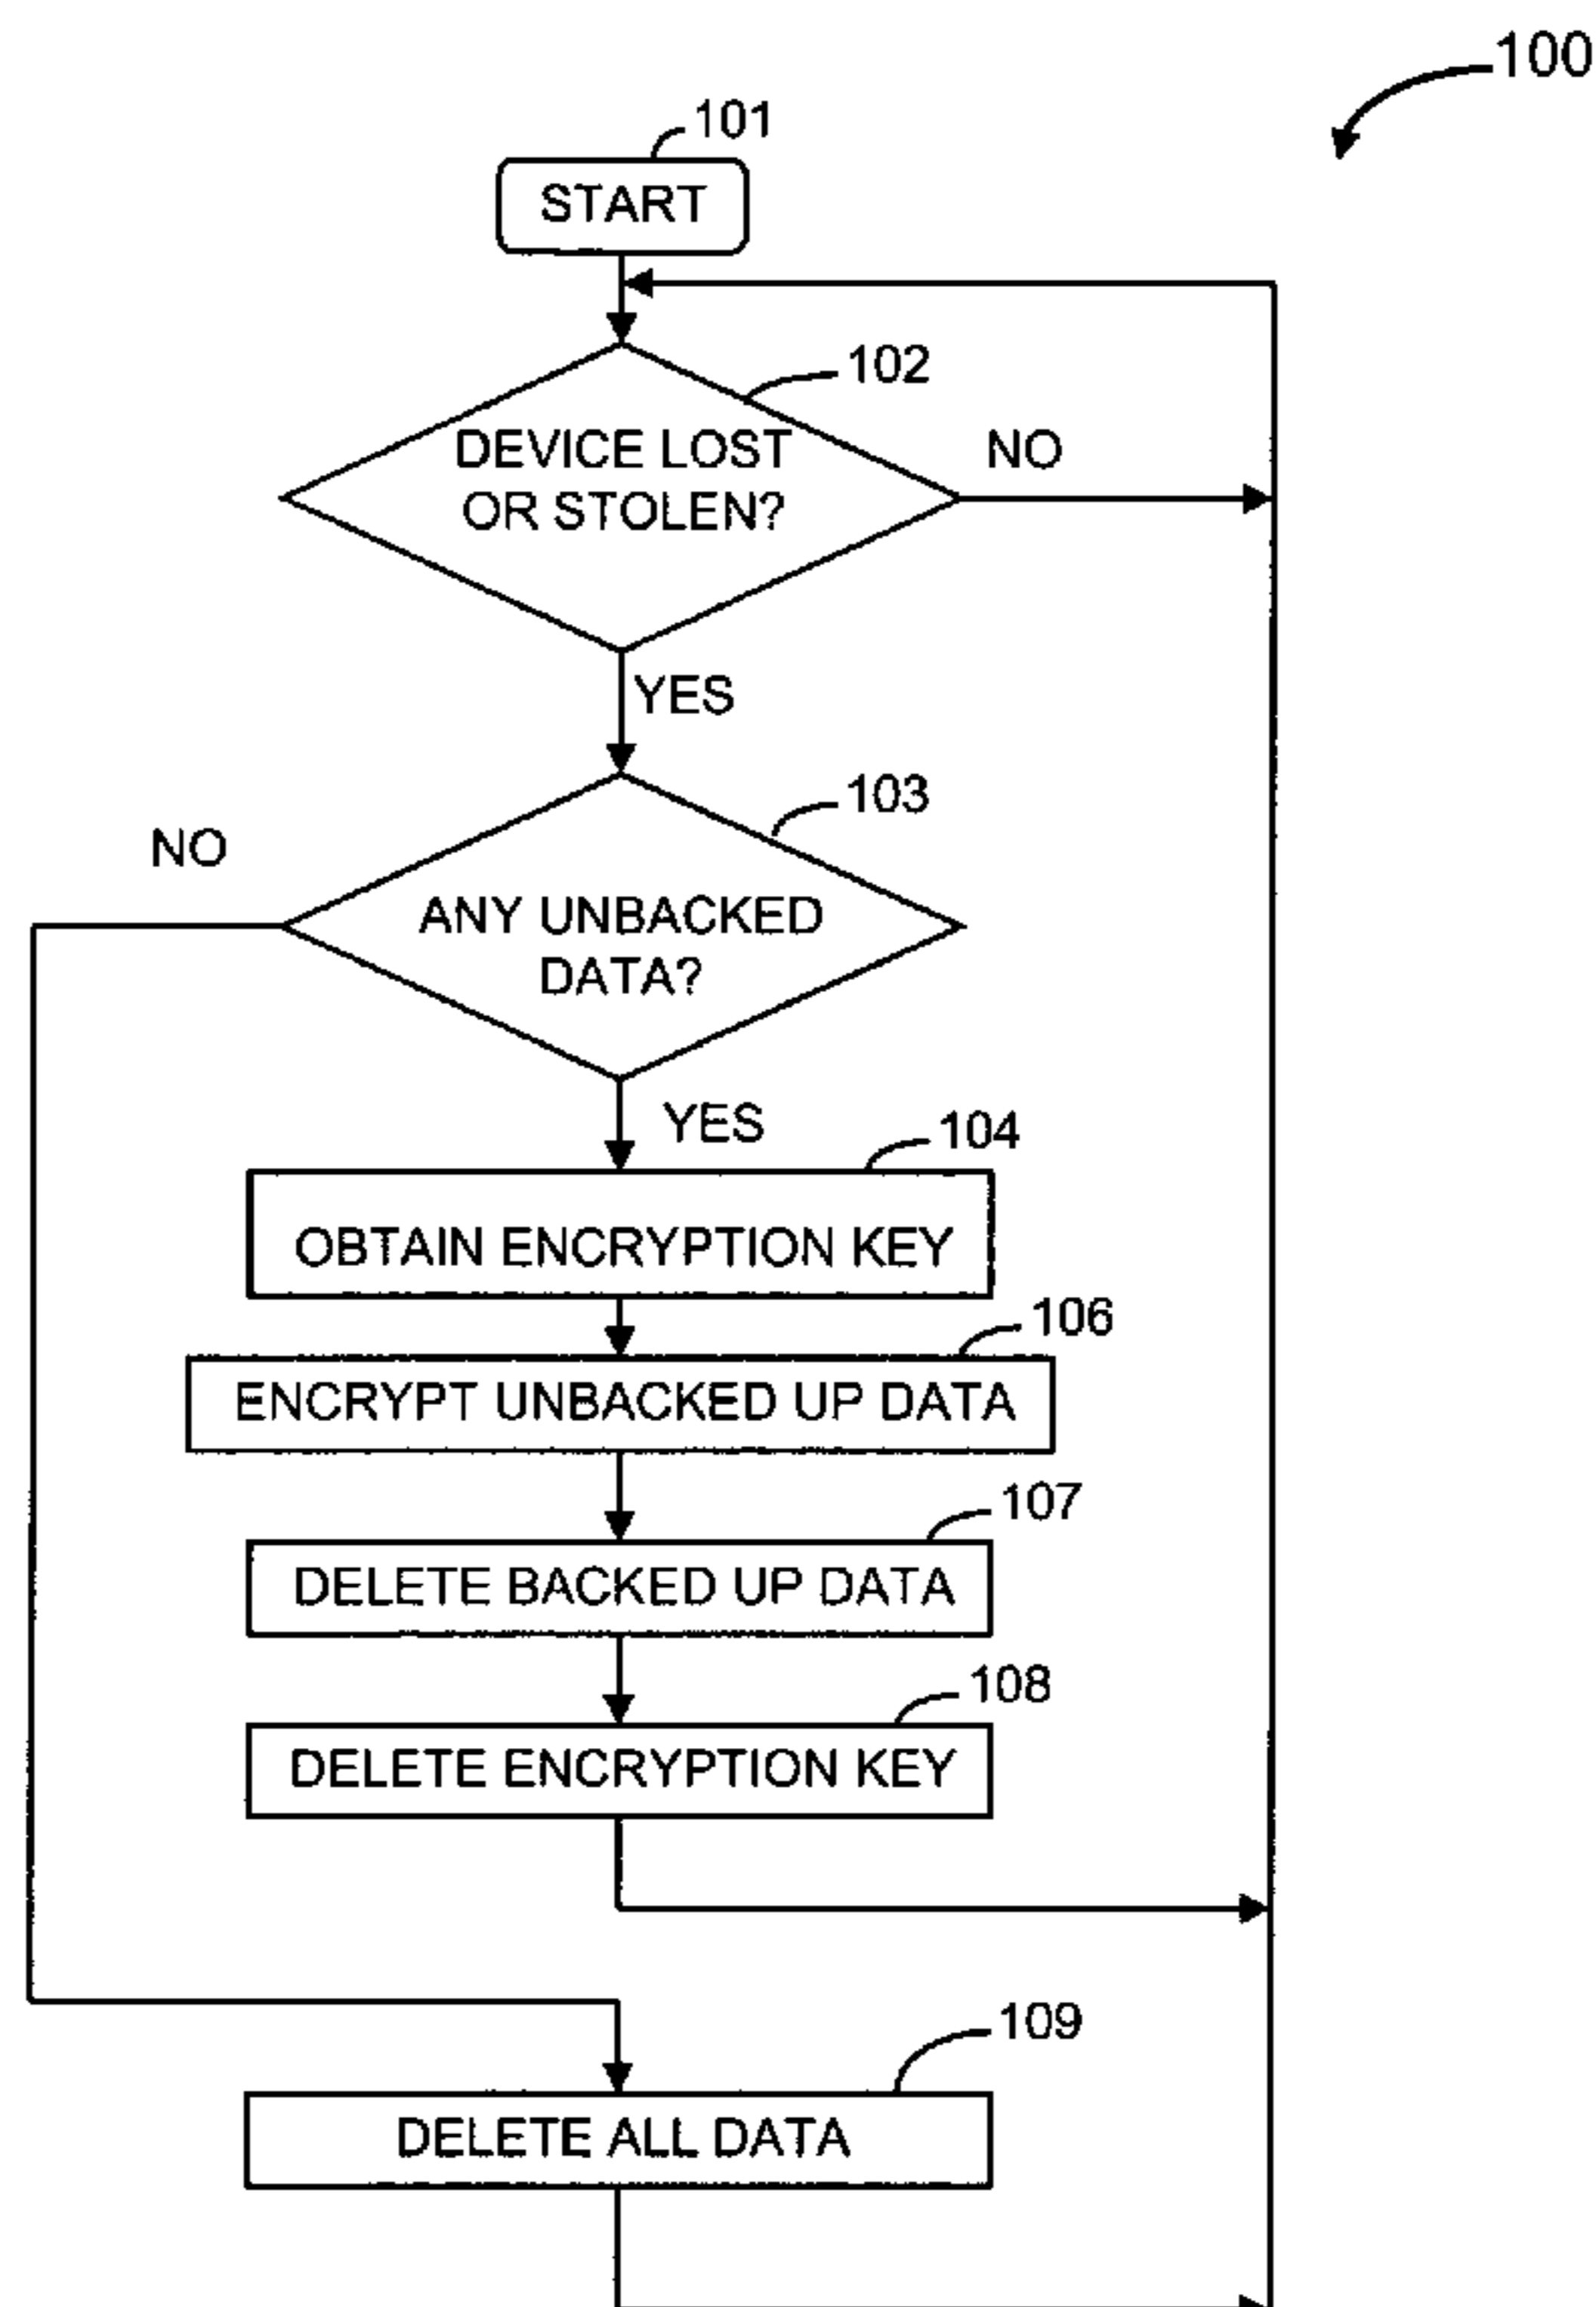 100
101
START
102
DEVICE LOST
OR STOLEN?
NO
YES
103
NO
ANY UNBACKED
DATA?
YES
104
OBTAIN ENCRYPTION KEY
106
ENCRYPT UNBACKED UP DATA
107
DELETE BACKED UP DATA
108
DELETE ENCRYPTION KEY
109
DELETE ALL DATA